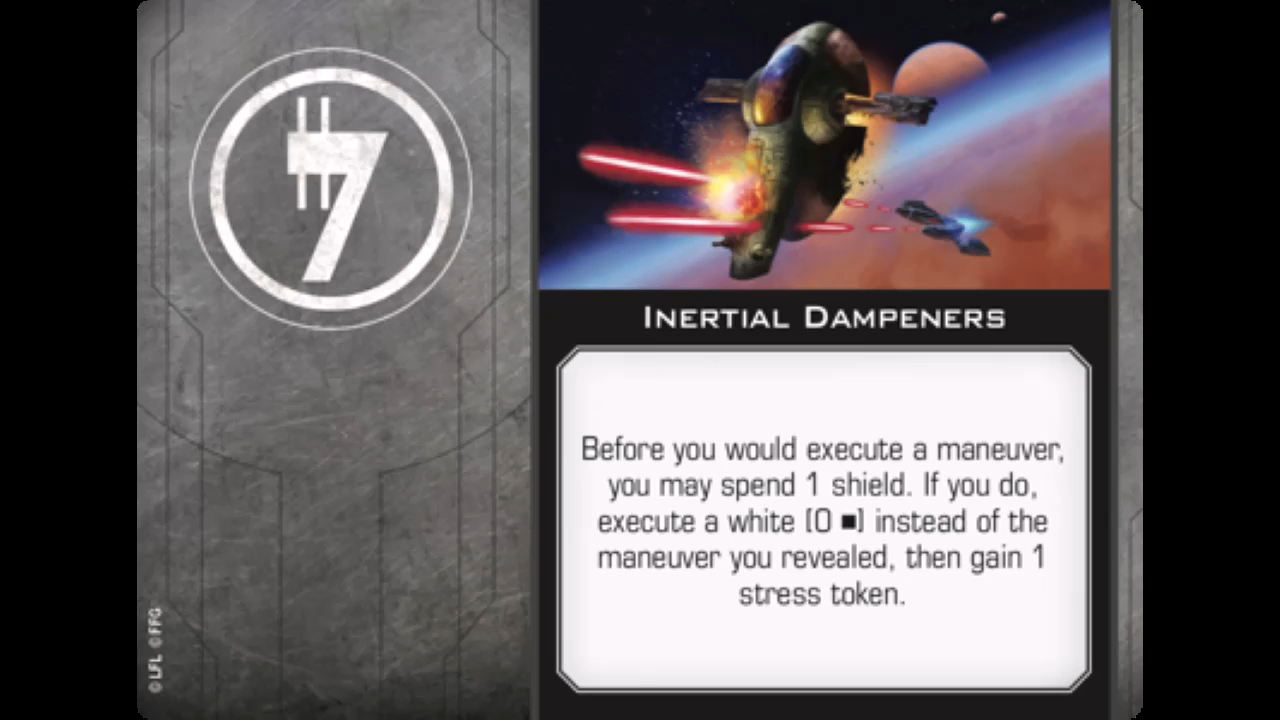 INERTIAL DAMPENERS
Before you would execute a maneuver,
you may spend 1 shield. If you do,
execute a white [0 ■] instead of the
maneuver you revealed, then gain 1
stress token.
©LFL ©FFG